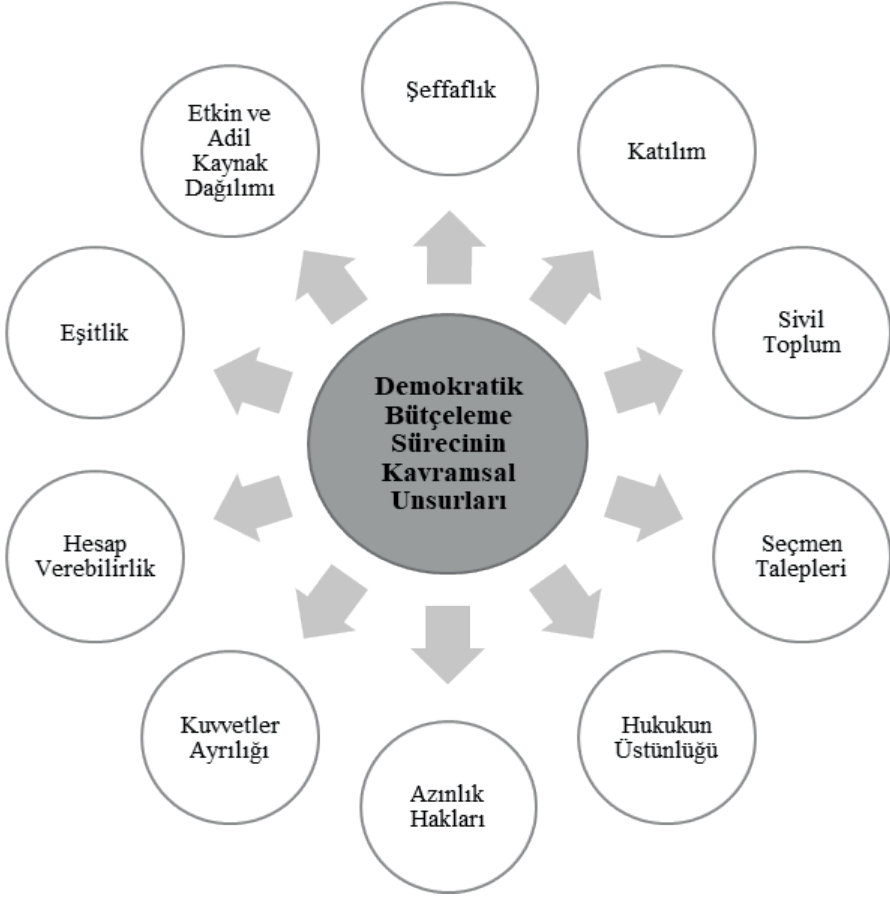 Şeffaflık
Katılım
Sivil
Toplum
Seçmen
Talepleri
Hukukun
Üstünlüğü
Azınlık
Hakları
Kuvvetler
Ayrılığı
Hesap
Verebilirlik
Eşitlik
Etkin ve
Adil
Kaynak
Dağılımı
Demokratik
Bütçeleme
Sürecinin
Kavramsal
Unsurları